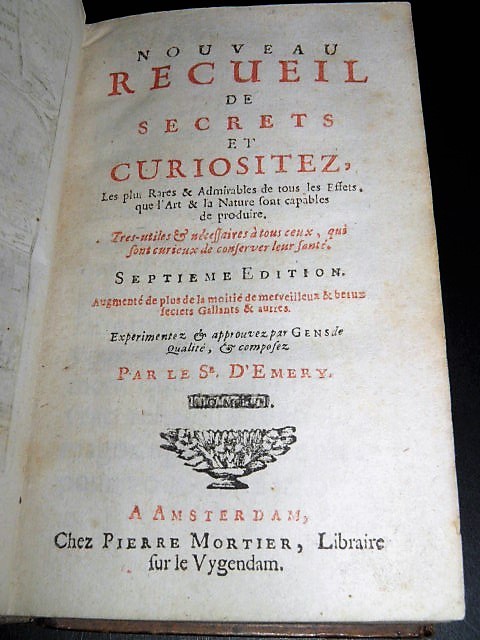 NOUVEAU
RECUEIL
DE
SECRETS
ET
CURIOSITEZ,
Les plus Rares & Admirables de tous les Effets,
que l'Art & la Nature sont capables
de produire.
Tres-utiles & nécessaires à tous ceux, qui
sont curieux de conserver leur santé.
SEPTIEME EDITION.
Augmenté de plus de la moitié de merveilleux & beaux
secrets Gallants & autres.
Experimentez & approuvez par GENS de
Qualité, & composez
PAR LE Sr. D'EMERY.
A AMSTERDAM,
Chez PIERRE MORTIER, Libraire
sur le Vygendam.